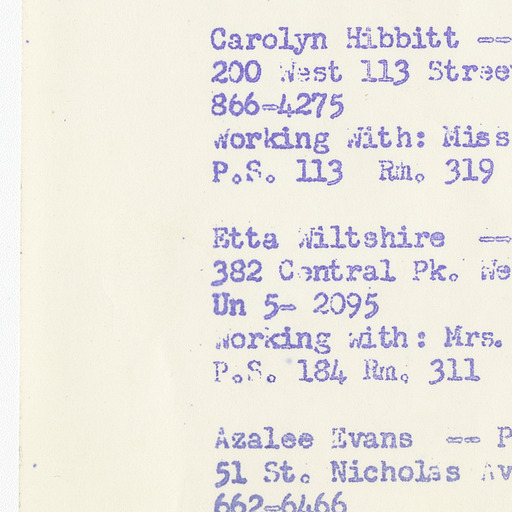 Carolyn Hibbitt --
200 West 113 Street
866-4275
Working With: Miss
P.S. 113 Rm. 319
Etta Wiltshire --
382 Central Pk. We
Un 5- 2095
Working with: Mrs.
P.S. 184 Rm. 311
Azalee Evans -- P
51 St. Nicholas Av
662-6466